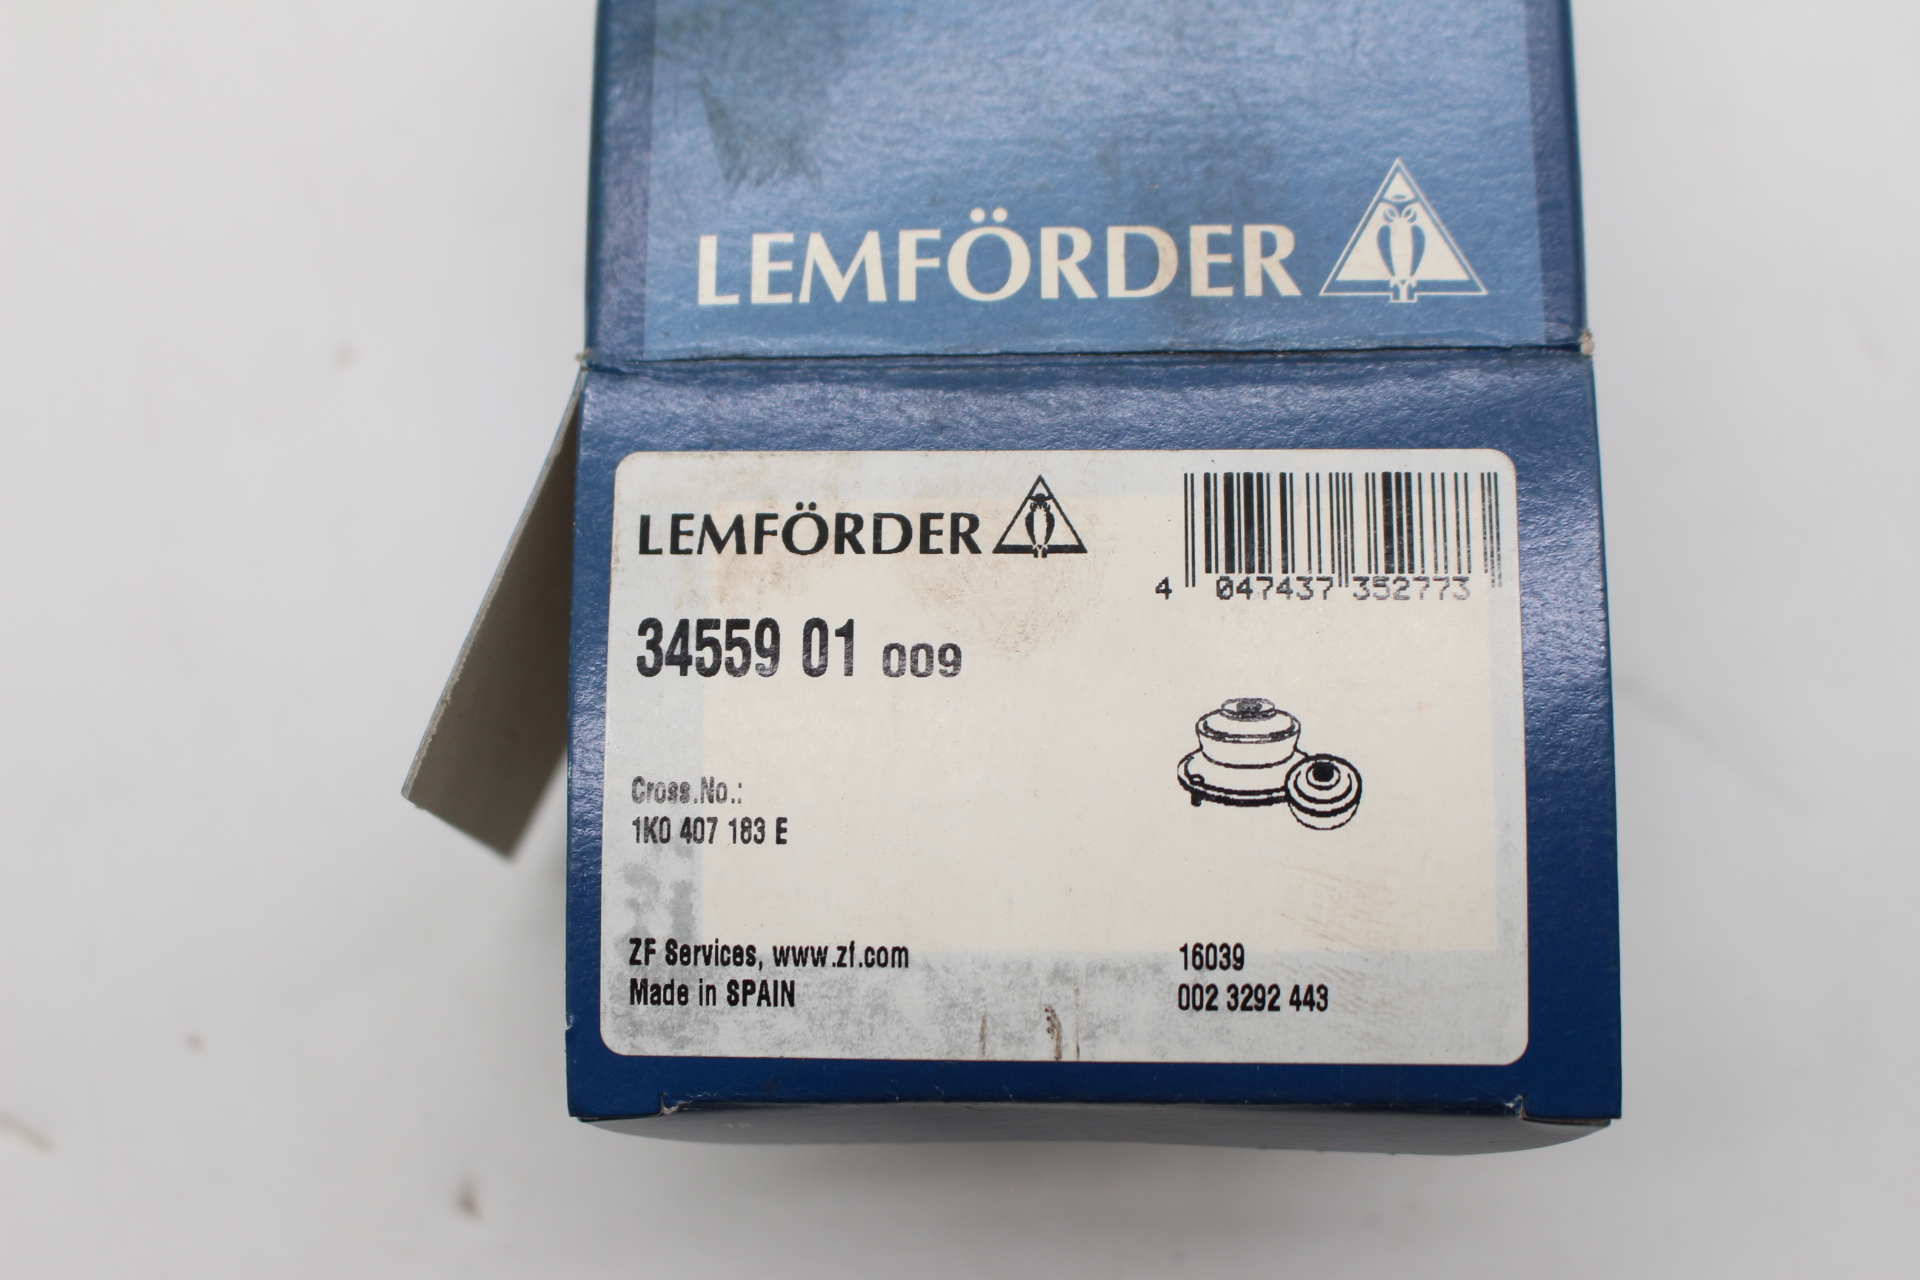 LEMFÖRDER
LEMFÖRDER
4 047437 352773
34559 01 009
Cross.No.:
1K0 407 183 E
ZF Services, www.zf.com
Made in SPAIN
16039
002 3292 443